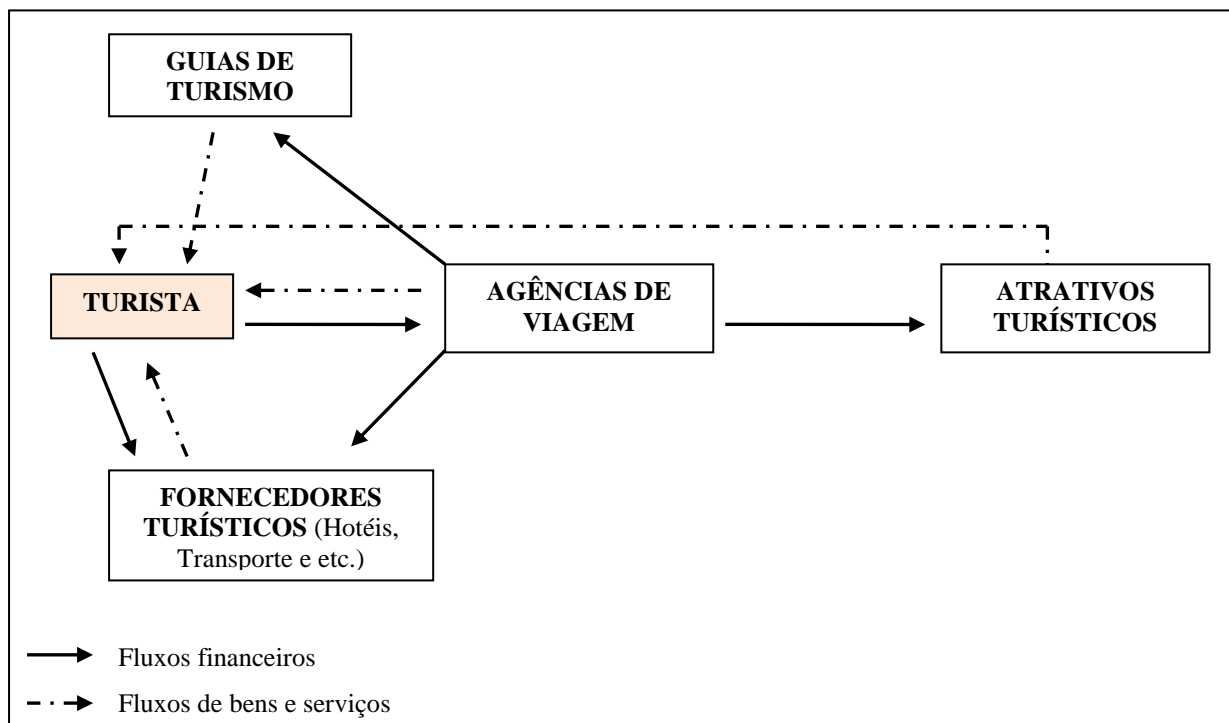 GUIAS DE
TURISMO
TURISTA
AGÊNCIAS DE
VIAGEM
ATRATIVOS
TURÍSTICOS
FORNECEDORES
TURÍSTICOS (Hotéis,
Transporte e etc.)
Fluxos financeiros
Fluxos de bens e serviços